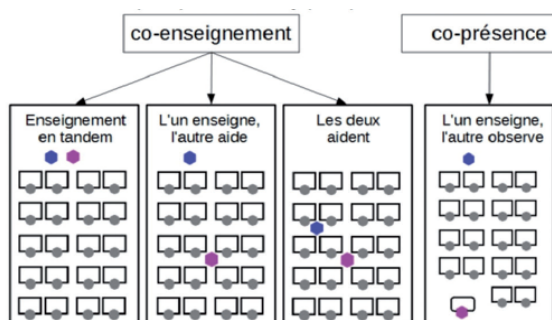 co-enseignement
co-présence
Enseignement
en tandem
L'un enseigne,
l'autre aide
Les deux
aident
L'un enseigne,
l'autre observe